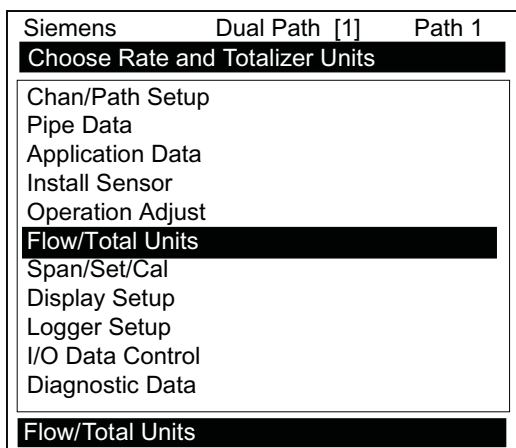 Siemens Dual Path [1] Path 1
Choose Rate and Totalizer Units
Chan/Path Setup
Pipe Data
Application Data
Install Sensor
Operation Adjust
Flow/Total Units
Span/Set/Cal
Display Setup
Logger Setup
I/O Data Control
Diagnostic Data
Flow/Total Units